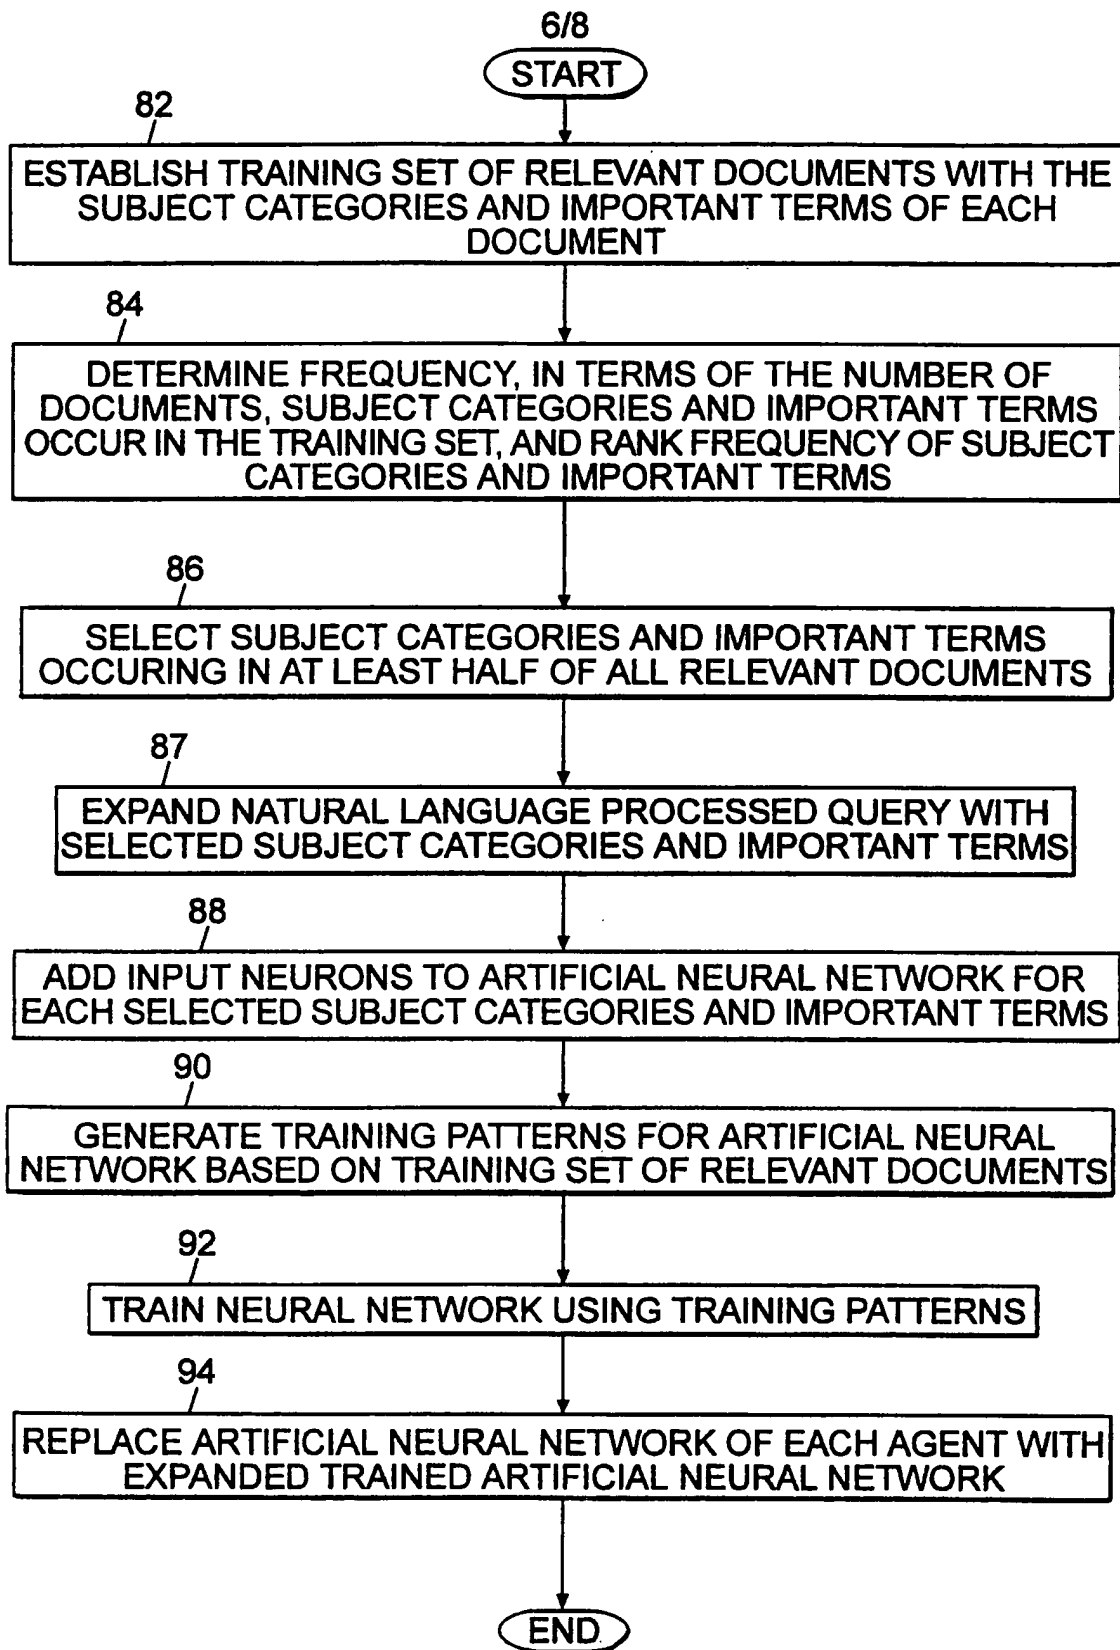 6/8
START
82
ESTABLISH TRAINING SET OF RELEVANT DOCUMENTS WITH THE
SUBJECT CATEGORIES AND IMPORTANT TERMS OF EACH
DOCUMENT
84
DETERMINE FREQUENCY, IN TERMS OF THE NUMBER OF
DOCUMENTS, SUBJECT CATEGORIES AND IMPORTANT TERMS
OCCUR IN THE TRAINING SET, AND RANK FREQUENCY OF SUBJECT
CATEGORIES AND IMPORTANT TERMS
86
SELECT SUBJECT CATEGORIES AND IMPORTANT TERMS
OCCURING IN AT LEAST HALF OF ALL RELEVANT DOCUMENTS
87
EXPAND NATURAL LANGUAGE PROCESSED QUERY WITH
SELECTED SUBJECT CATEGORIES AND IMPORTANT TERMS
88
ADD INPUT NEURONS TO ARTIFICIAL NEURAL NETWORK FOR
EACH SELECTED SUBJECT CATEGORIES AND IMPORTANT TERMS
90
GENERATE TRAINING PATTERNS FOR ARTIFICIAL NEURAL
NETWORK BASED ON TRAINING SET OF RELEVANT DOCUMENTS
92
TRAIN NEURAL NETWORK USING TRAINING PATTERNS
94
REPLACE ARTIFICIAL NEURAL NETWORK OF EACH AGENT WITH
EXPANDED TRAINED ARTIFICIAL NEURAL NETWORK
END